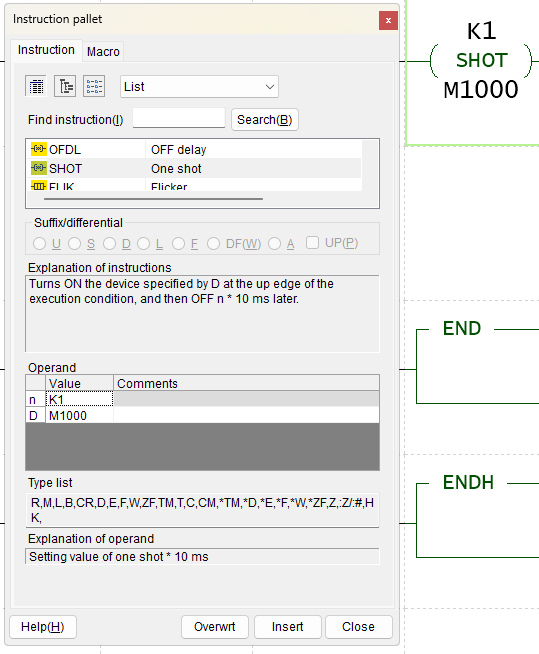 Instruction pallet
x
Instruction
Macro
List
Find instruction(I)
Search(B)
OFDL OFF delay
SHOT One shot
FLIK Flicker
Suffix/differential
U S D L F DF(W) A UP(P)
Explanation of instructions
Turns ON the device specified by D at the up edge of the
execution condition, and then OFF n * 10 ms later.
Operand
Value Comments
n K1
D M1000
Type list
R,M,L,B,CR,D,E,F,W,ZF,TM,T,C,CM,*TM,*D,*E,*F,*W,*ZF,Z,:Z/:#,H
K,
Explanation of operand
Setting value of one shot * 10 ms
Help(H)
Overwrt
Insert
Close
K1
SHOT
M1000
END
ENDH